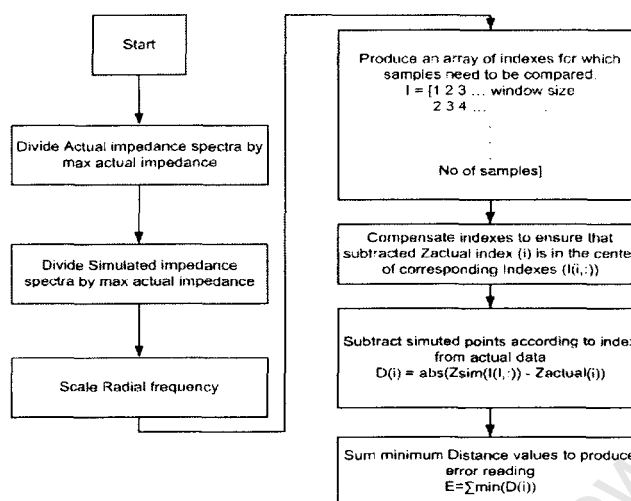 Start
Divide Actual impedance spectra by
max actual impedance
Divide Simulated impedance
spectra by max actual impedance
Scale Radial frequency
Produce an array of indexes for which
samples need to be compared.
I = [1 2 3 ... window size
2 3 4 ... .
.
.
.
No of samples]
Compensate indexes to ensure that
subtracted Zactual index (i) is in the cente
of corresponding Indexes (I(i,:))
Subtract simuted points according to index
from actual data
D(i) = abs(Zsim(I(I,:)) - Zactual(i))
Sum minimum Distance values to produce
error reading
E=∑min(D(i))